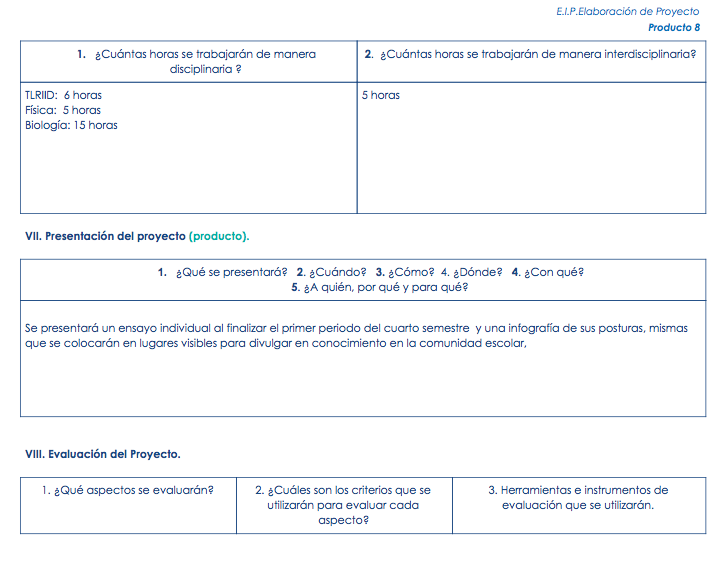 E.I.P.Elaboración de Proyecto
Producto 8
1. ¿Cuántas horas se trabajarán de manera
disciplinaria ?
2. ¿Cuántas horas se trabajarán de manera interdisciplinaria?
TLRIID: 6 horas
Física: 5 horas
Biología: 15 horas
5 horas
VII. Presentación del proyecto (producto).
1. ¿Qué se presentará? 2. ¿Cuándo? 3. ¿Cómo? 4. ¿Dónde? 4. ¿Con qué?
5. ¿A quién, por qué y para qué?
Se presentará un ensayo individual al finalizar el primer periodo del cuarto semestre y una infografía de sus posturas, mismas
que se colocarán en lugares visibles para divulgar en conocimiento en la comunidad escolar,
VIII. Evaluación del Proyecto.
1. ¿Qué aspectos se evaluarán?
2. ¿Cuáles son los criterios que se
utilizarán para evaluar cada
aspecto?
3. Herramientas e instrumentos de
evaluación que se utilizarán.